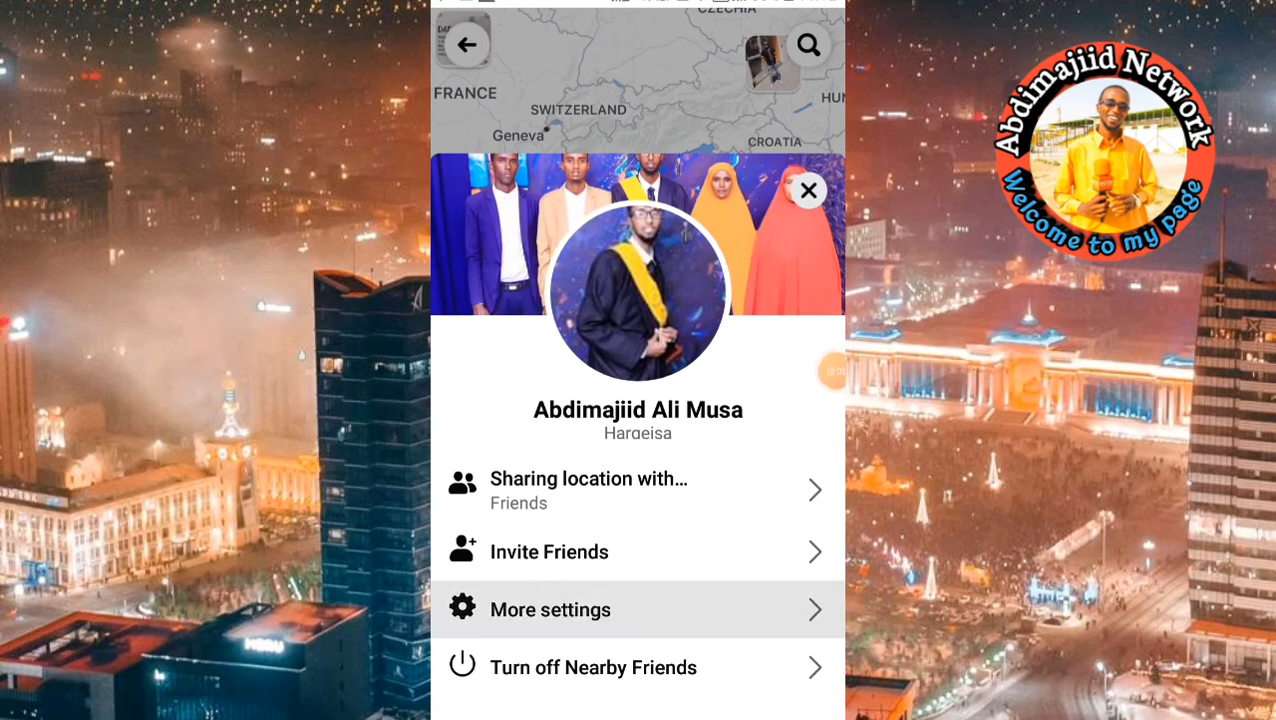 CZECHIA
FRANCE
SWITZERLAND
HUN
Geneva
CROATIA
Abdimajiid Network
Welcome to my page
Abdimajiid Ali Musa
Hargeisa
Sharing location with...
Friends
Invite Friends
More settings
Turn off Nearby Friends